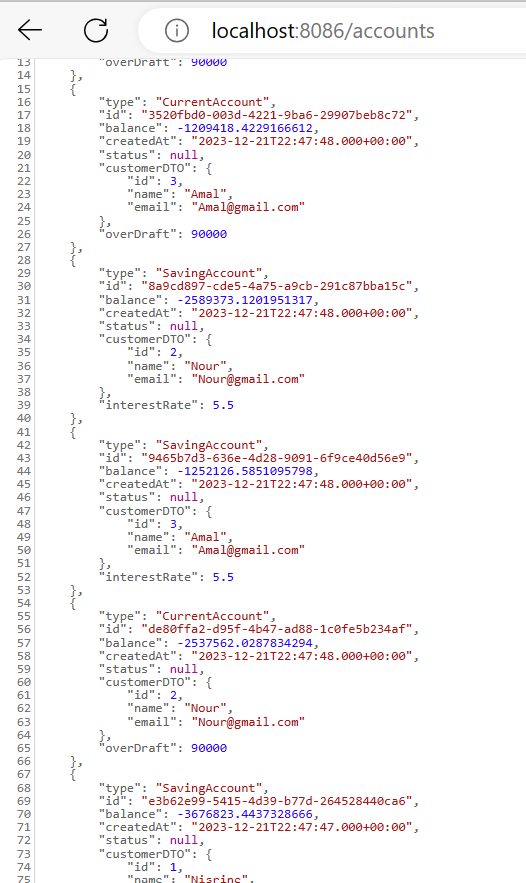 localhost:8086/accounts
13 "overDraft": 90000
14 },
15 {
16 "type": "CurrentAccount",
17 "id": "3520fbd0-003d-4221-9ba6-29907beb8c72",
18 "balance": -1209418.4229166612,
19 "createdAt": "2023-12-21T22:47:48.000+00:00",
20 "status": null,
21 "customerDTO": {
22 "id": 3,
23 "name": "Amal",
24 "email": "Amal@gmail.com"
25 },
26 "overDraft": 90000
27 },
28 {
29 "type": "SavingAccount",
30 "id": "8a9cd897-cde5-4a75-a9cb-291c87bba15c",
31 "balance": -2589373.1201951317,
32 "createdAt": "2023-12-21T22:47:48.000+00:00",
33 "status": null,
34 "customerDTO": {
35 "id": 2,
36 "name": "Nour",
37 "email": "Nour@gmail.com"
38 },
39 "interestRate": 5.5
40 },
41 {
42 "type": "SavingAccount",
43 "id": "9465b7d3-636e-4d28-9091-6f9ce40d56e9",
44 "balance": -1252126.5851095798,
45 "createdAt": "2023-12-21T22:47:48.000+00:00",
46 "status": null,
47 "customerDTO": {
48 "id": 3,
49 "name": "Amal",
50 "email": "Amal@gmail.com"
51 },
52 "interestRate": 5.5
53 },
54 {
55 "type": "CurrentAccount",
56 "id": "de80ffa2-d95f-4b47-ad88-1c0fe5b234af",
57 "balance": -2537562.0287834294,
58 "createdAt": "2023-12-21T22:47:48.000+00:00",
59 "status": null,
60 "customerDTO": {
61 "id": 2,
62 "name": "Nour",
63 "email": "Nour@gmail.com"
64 },
65 "overDraft": 90000
66 },
67 {
68 "type": "SavingAccount",
69 "id": "e3b62e99-5415-4d39-b77d-264528440ca6",
70 "balance": -3676823.4437328666,
71 "createdAt": "2023-12-21T22:47:47.000+00:00",
72 "status": null,
73 "customerDTO": {
74 "id": 1,
75 "name": "Nisrine",